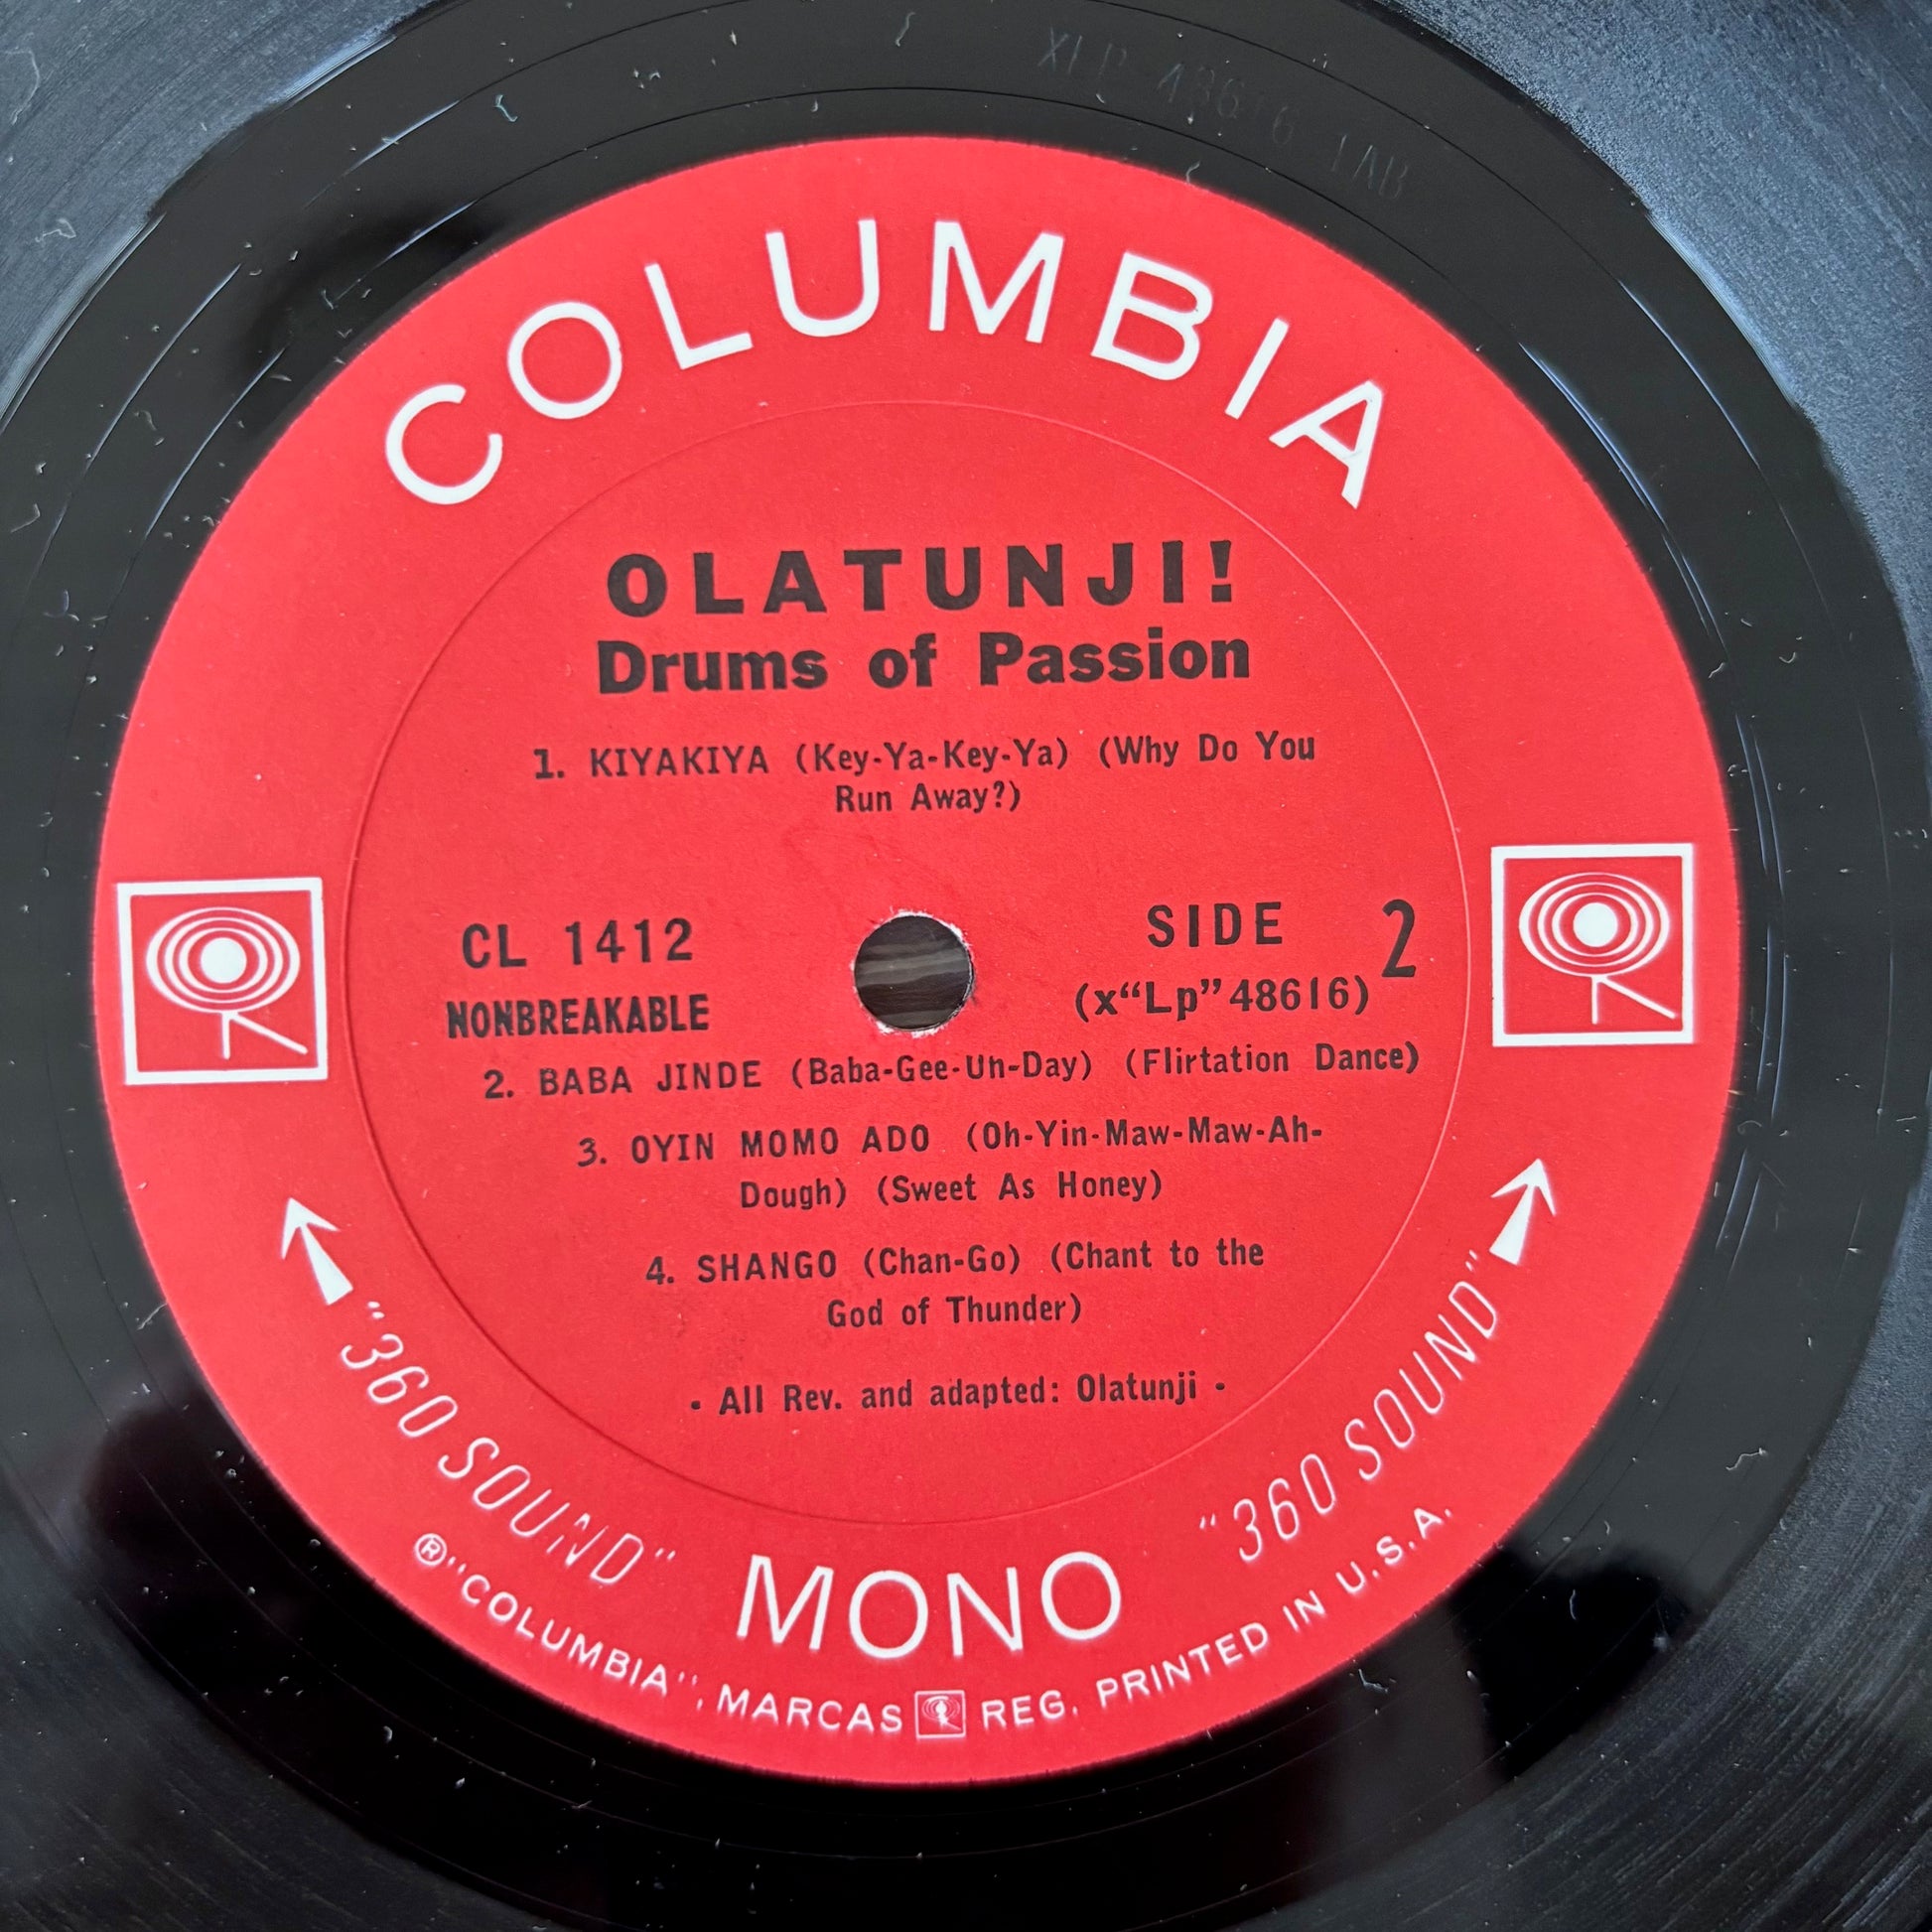 XLP 48616 1AB
COLUMBIA
OLATUNJI!
Drums of Passion
1. KIYAKIYA (Key-Ya-Key-Ya) (Why Do You
Run Away?)
CL 1412
NONBREAKABLE
SIDE 2
(x“Lp”48616)
2. BABA JINDE (Baba-Gee-Un-Day) (Flirtation Dance)
3. OYIN MOMO ADO (Oh-Yin-Maw-Maw-Ah-
Dough) (Sweet As Honey)
4. SHANGO (Chan-Go) (Chant to the
God of Thunder)
- All Rev. and adapted: Olatunji -
"360 SOUND"
MONO
"360 SOUND"
®"COLUMBIA", MARCAS REG. PRINTED IN U.S.A.